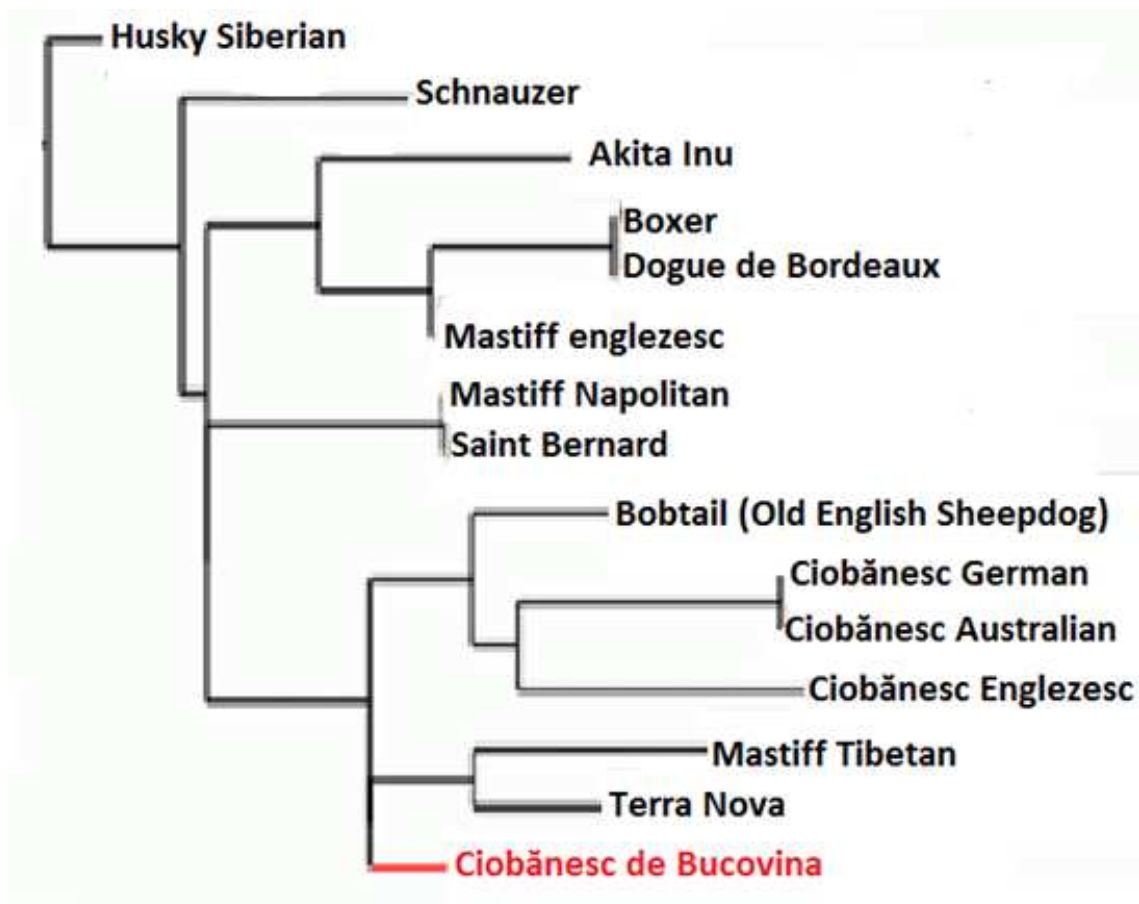 Husky Siberian
Schnauzer
Akita Inu
Boxer
Dogue de Bordeaux
Mastiff englezesc
Mastiff Napolitan
Saint Bernard
Bobtail (Old English Sheepdog)
Ciobănesc German
Ciobănesc Australian
Ciobănesc Englezesc
Mastiff Tibetan
Terra Nova
Ciobănesc de Bucovina